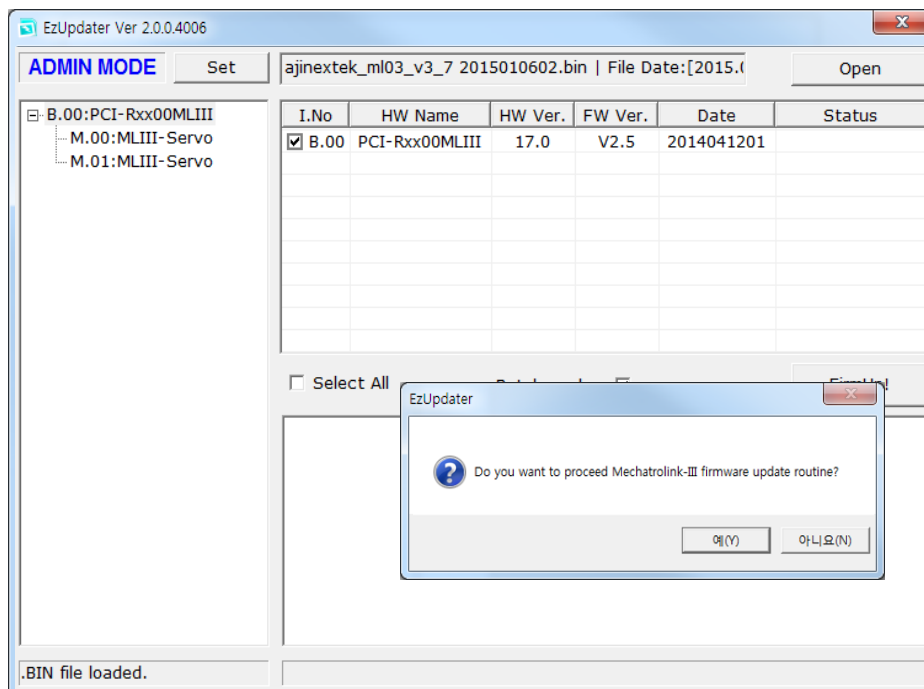 EzUpdater Ver 2.0.0.4006
ADMIN MODE
Set
ajinextek_ml03_v3_7 2015010602.bin | File Date:[2015.
Open
B.00:PCI-Rxx00MLIII
M.00:MLIII-Servo
M.01:MLIII-Servo
I.No HW Name HW Ver. FW Ver. Date Status
B.00 PCI-Rxx00MLIII 17.0 V2.5 2014041201
Select All
EzUpdater
Do you want to proceed Mechatrolink-III firmware update routine?
예(Y) 아니요(N)
.BIN file loaded.